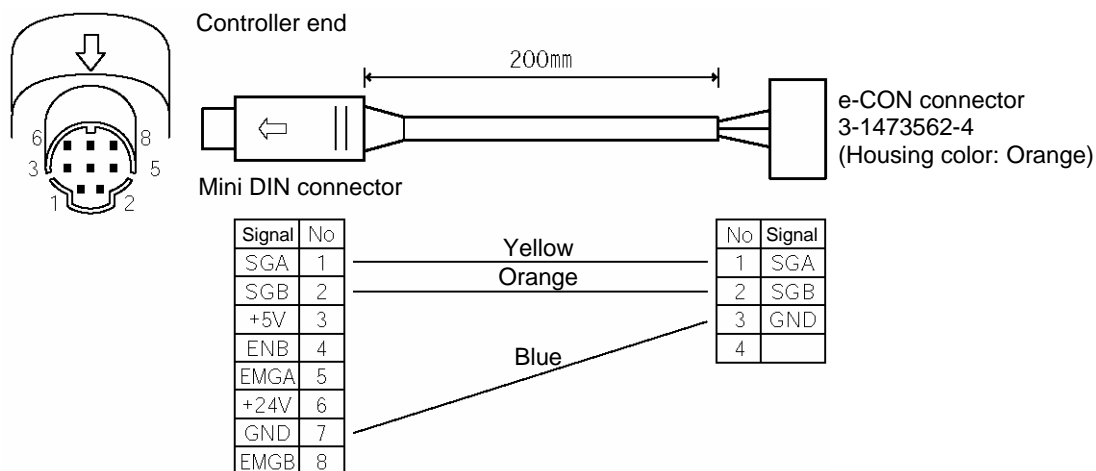 Controller end
200mm
e-CON connector
3-1473562-4
(Housing color: Orange)
6 8
3 5
1 2
Mini DIN connector
Signal No
SGA 1
SGB 2
+5V 3
ENB 4
EMGA 5
+24V 6
GND 7
EMGB 8
Yellow
Orange
Blue
No Signal
1 SGA
2 SGB
3 GND
4